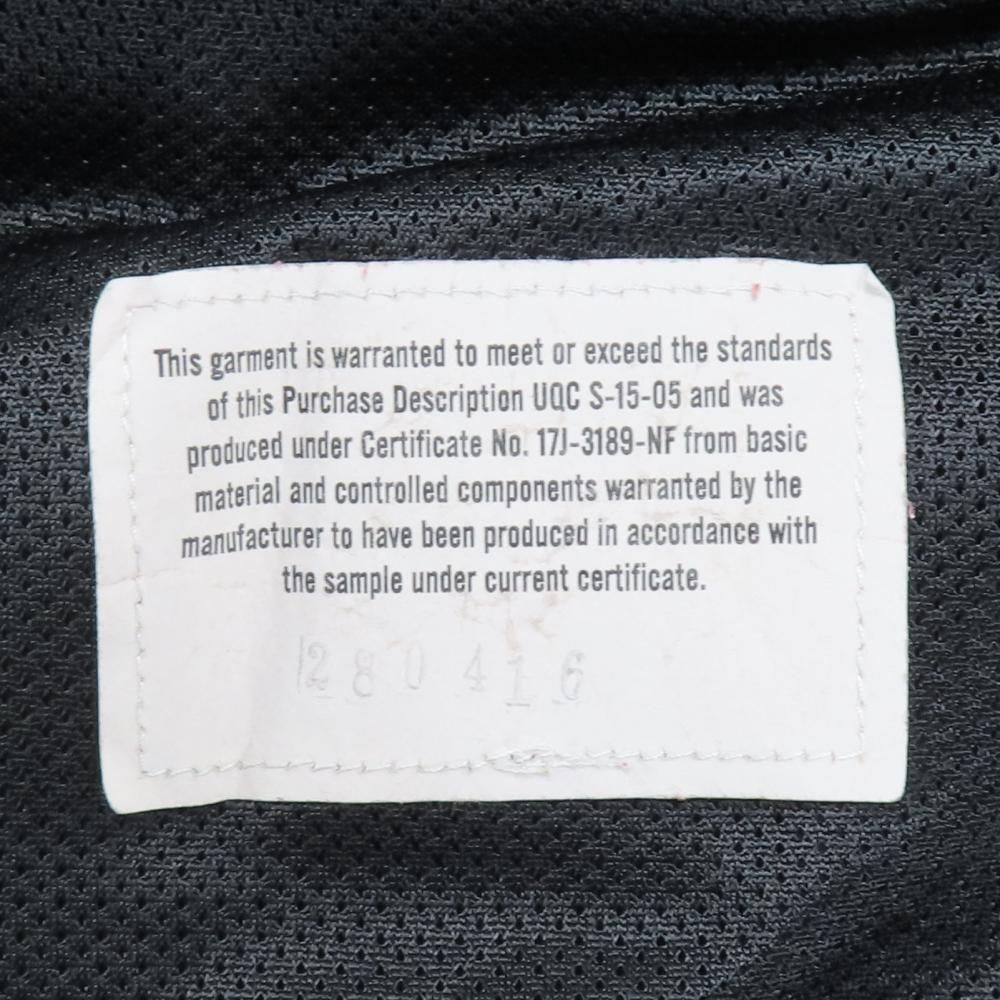 This garment is warranted to meet or exceed the standards
of this Purchase Description UQC S-15-05 and was
produced under Certificate No. 17J-3189-NF from basic
material and controlled components warranted by the
manufacturer to have been produced in accordance with
the sample under current certificate.
280416